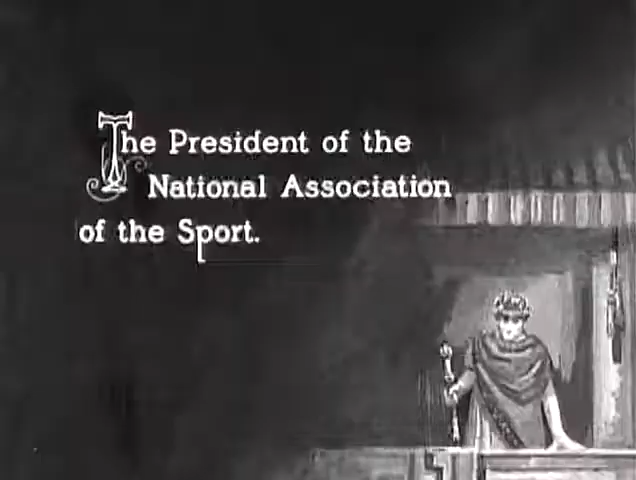 The President of the
National Association
of the Sport.